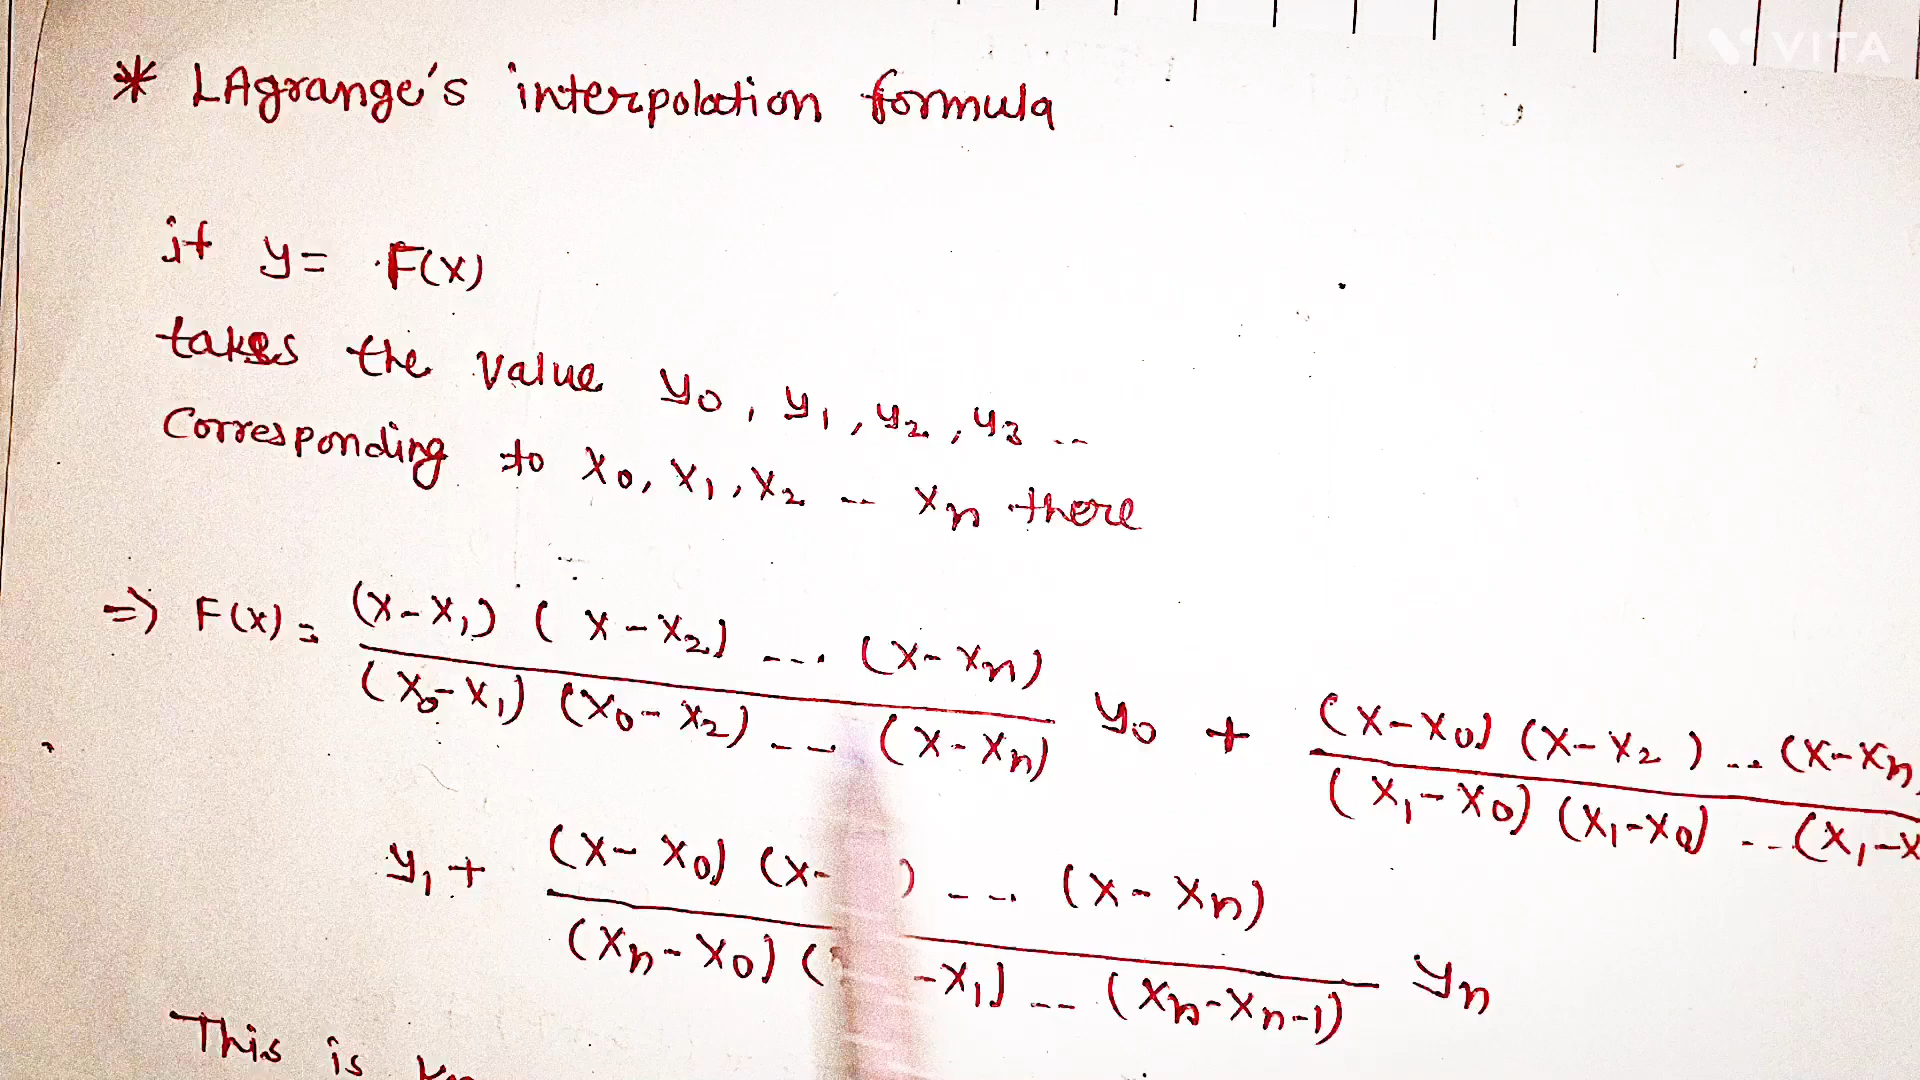 VITA
* LAgrange's interpolation formula
if y = F(x)
takes the value y₀, y₁, y₂, y₃ ...
Corresponding to x₀, x₁, x₂ -- xₙ there
=> F(x) = (x-x₁) (x-x₂) ... (x-xₙ) / (x₀-x₁) (x₀-x₂) ... (x-xₙ) y₀ + (x-x₀) (x-x₂) .. (x-xₙ / (x₁-x₀) (x₁-x₀) ... (x₁-x
y₁ + (x-x₀) (x- ) ... (x-xₙ) / (xₙ-x₀) ( -x₁) ... (xₙ-xₙ₋₁) yₙ
This is